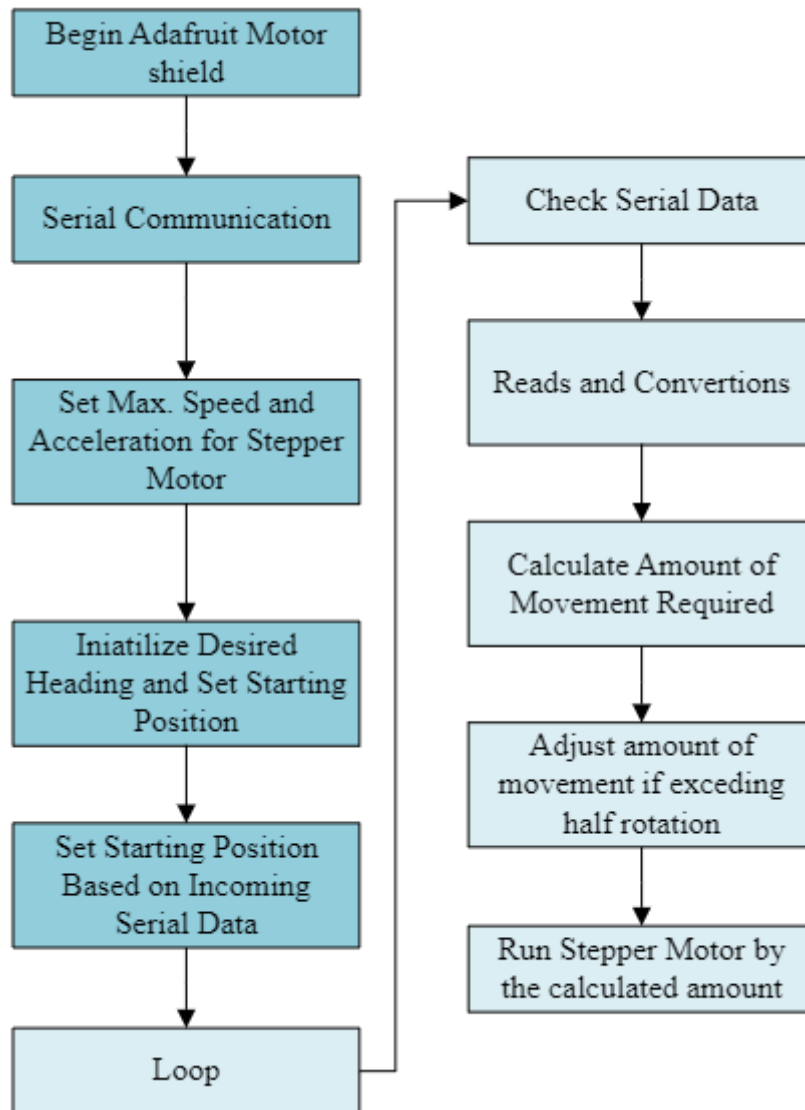 Begin Adafruit Motor
shield
Serial Communication
Set Max. Speed and
Acceleration for Stepper
Motor
Iniatilize Desired
Heading and Set Starting
Position
Set Starting Position
Based on Incoming
Serial Data
Loop
Check Serial Data
Reads and Convertions
Calculate Amount of
Movement Required
Adjust amount of
movement if exceding
half rotation
Run Stepper Motor by
the calculated amount